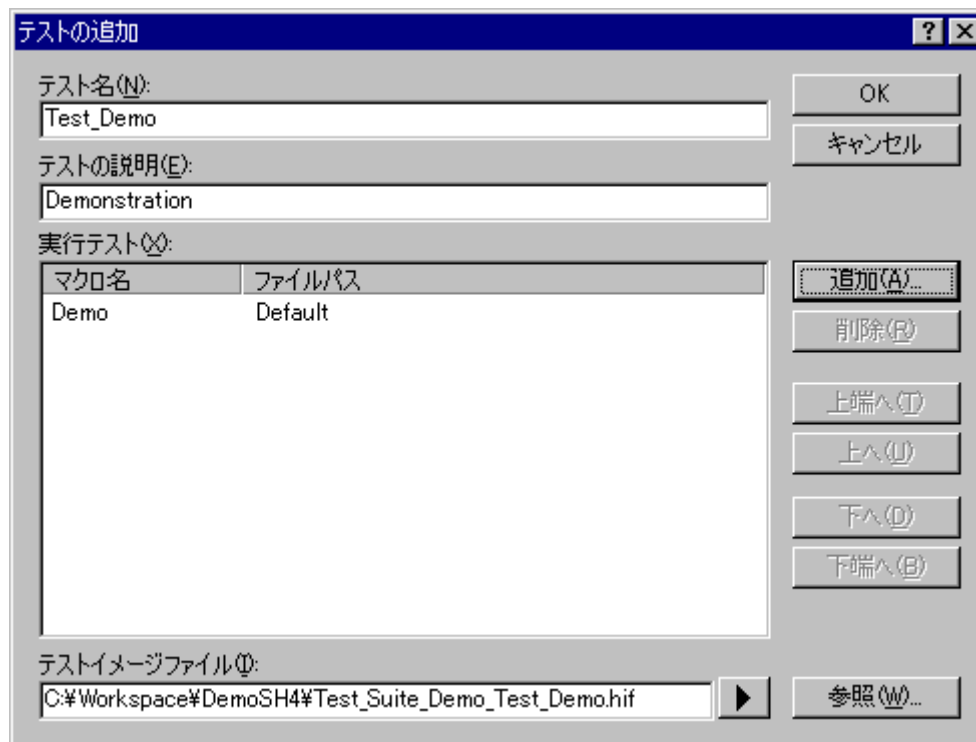 テストの追加
テスト名(N):
Test_Demo
テストの説明(E):
Demonstration
実行テスト(X):
マクロ名 ファイルパス
Demo Default
テストイメージファイル(I):
C:¥Workspace¥DemoSH4¥Test_Suite_Demo_Test_Demo.hif
OK
キャンセル
追加(A)...
削除(R)
上端へ(T)
上へ(U)
下へ(D)
下端へ(B)
参照(W)...